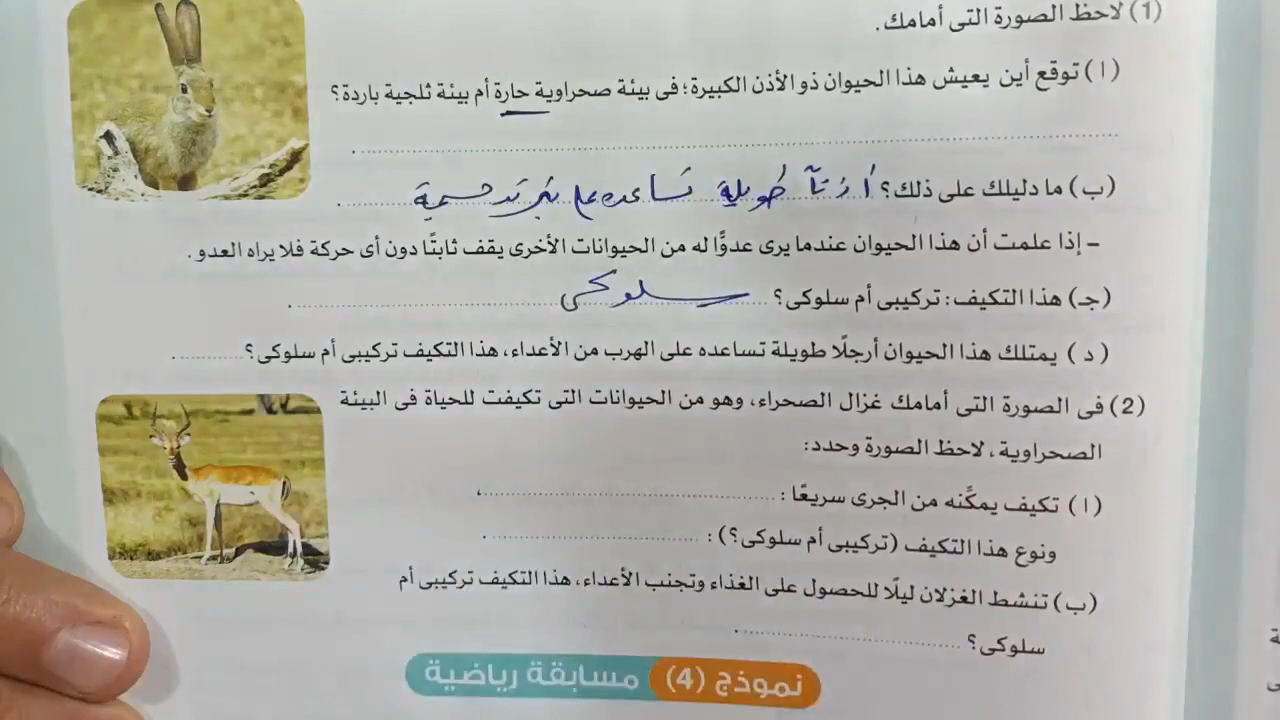 (1) لاحظ الصورة التى أمامك.
(ا) توقع أين يعيش هذا الحيوان ذو الأذن الكبيرة؛ فى بيئة صحراوية حارة أم بيئة ثلجية باردة؟
(ب) ما دليلك على ذلك؟ طويلة تساعده على تبريد جسمة
- إذا علمت أن هذا الحيوان عندما يرى عدوًّا له من الحيوانات الأخرى يقف ثابتًا دون أى حركة فلا يراه العدو.
(جـ) هذا التكيف: تركيبى أم سلوكى؟ سلوكى
(د) يمتلك هذا الحيوان أرجلًا طويلة تساعده على الهرب من الأعداء، هذا التكيف تركيبى أم سلوكى؟
(2) فى الصورة التى أمامك غزال الصحراء، وهو من الحيوانات التى تكيفت للحياة فى البيئة
الصحراوية، لاحظ الصورة وحدد:
(ا) تكيف يمكِّنه من الجرى سريعًا:
ونوع هذا التكيف (تركيبى أم سلوكى؟):
(ب) تنشط الغزلان ليلًا للحصول على الغذاء وتجنب الأعداء، هذا التكيف تركيبى أم
سلوكى؟
نموذج (4) مسابقة رياضية